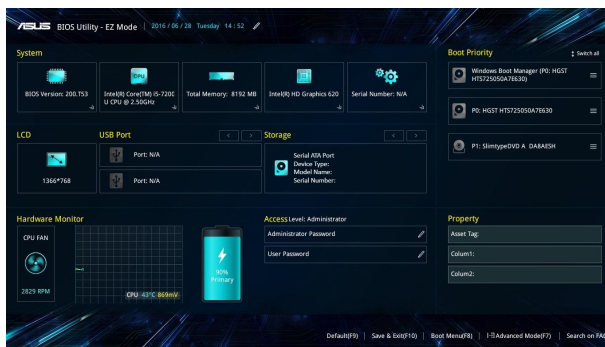 ASUS BIOS Utility - EZ Mode 2016 / 06 / 28 Tuesday 14 : 52
System
BIOS Version: 200.T53
Intel(R) Core(TM) i5-7200
U CPU @ 2.50GHz
CPU
Total Memory: 8192 MB
Intel(R) HD Graphics 620
Serial Number: N/A
Boot Priority
Switch all
Windows Boot Manager (P0: HGST
HTS725050A7E630)
P0: HGST HTS725050A7E630
P1: SlimtypeDVD A DA8AESH
LCD
1366*768
USB Port
< >
Port: N/A
Port: N/A
Storage
< >
Serial ATA Port
Device Type:
Model Name:
Serial Number:
Hardware Monitor
CPU FAN
2829 RPM
CPU 43°C 869mV
90%
Primary
Access Level: Administrator
Administrator Password
User Password
Property
Asset Tag:
Colum1:
Colum2:
Default(F9) Save & Exit(F10) Boot Menu(F8) Advanced Mode(F7) Search on FAQ